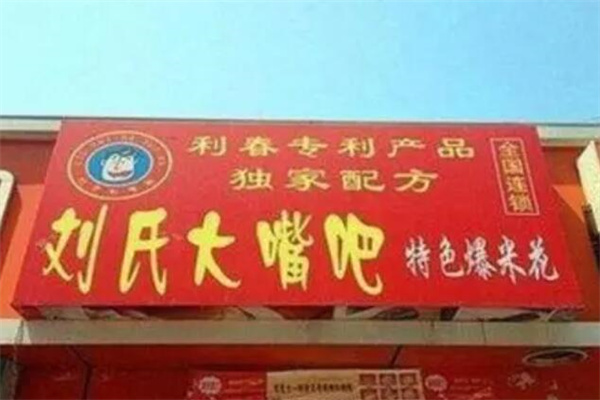 利春专利产品
独家配方
全国连锁
刘氏大嘴吧
特色爆米花